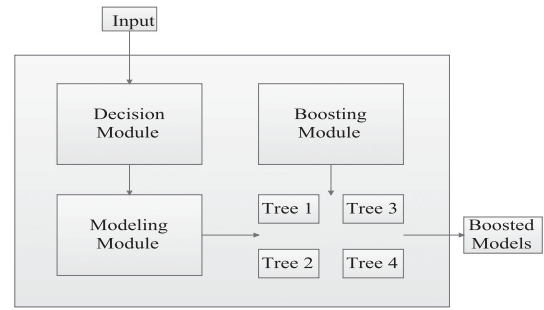 Input
Decision
Module
Boosting
Module
Modeling
Module
Tree 1
Tree 3
Tree 2
Tree 4
Boosted
Models